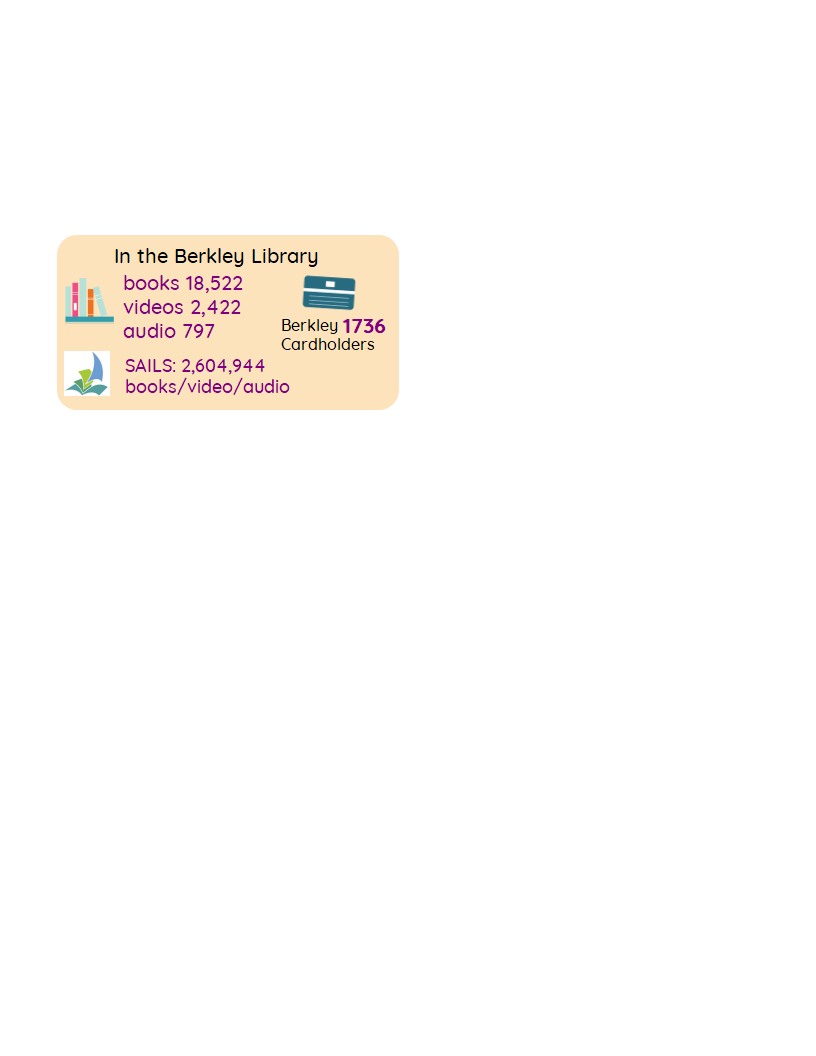 In the Berkley Library
books 18,522
videos 2,422
audio 797
Berkley 1736
Cardholders
SAILS: 2,604,944
books/video/audio